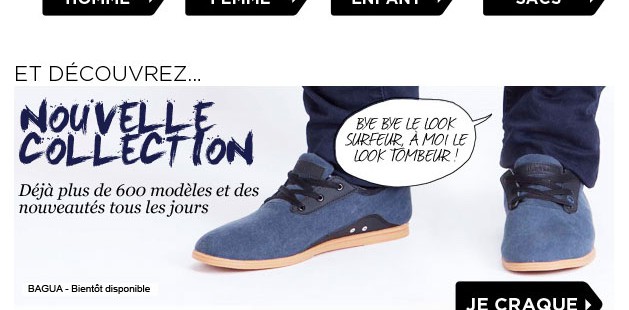 HOMME
FEMME
ENFANT
SACS
ET DÉCOUVREZ...
NOUVELLE
COLLECTION
BYE BYE LE LOOK
SURFEUR, À MOI LE
LOOK TOMBEUR !
Déjà plus de 600 modèles et des
nouveautés tous les jours
BAGUA - Bientôt disponible
JE CRAQUE